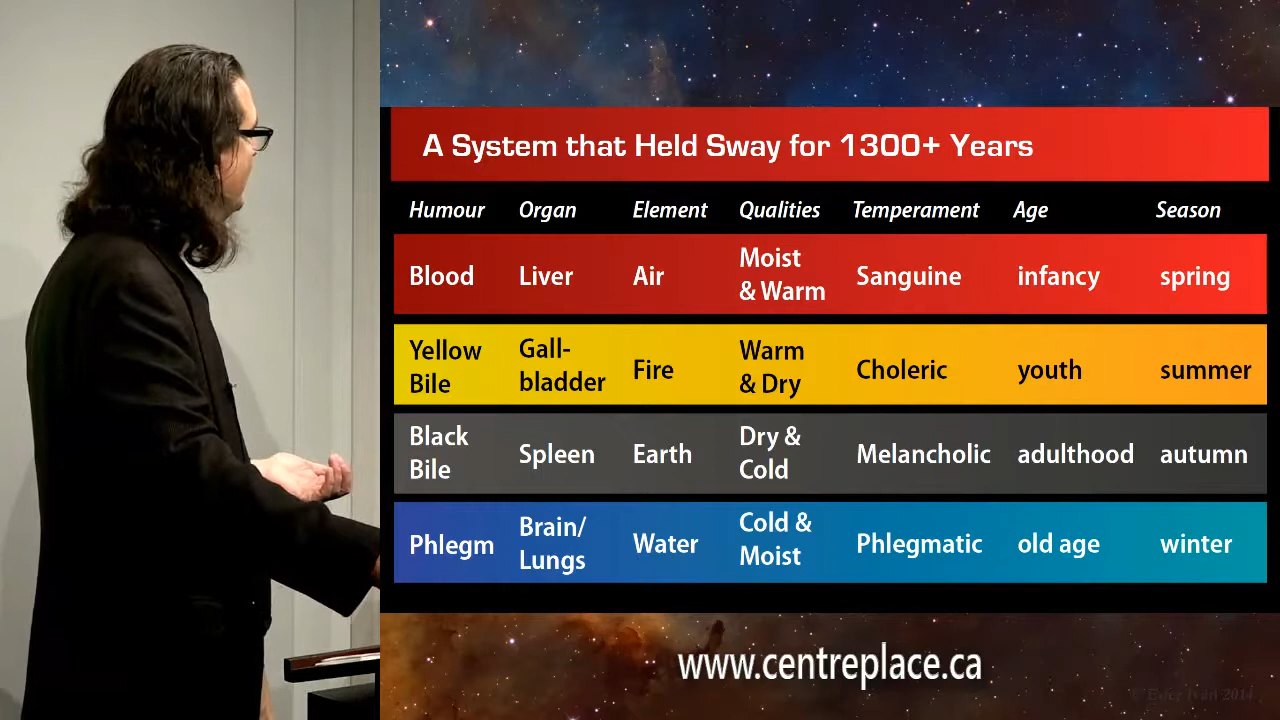 A System that Held Sway for 1300+ Years
Humour Organ Element Qualities Temperament Age Season
Blood Liver Air Moist & Warm Sanguine infancy spring
Yellow Bile Gall-bladder Fire Warm & Dry Choleric youth summer
Black Bile Spleen Earth Dry & Cold Melancholic adulthood autumn
Phlegm Brain/Lungs Water Cold & Moist Phlegmatic old age winter
www.centreplace.ca